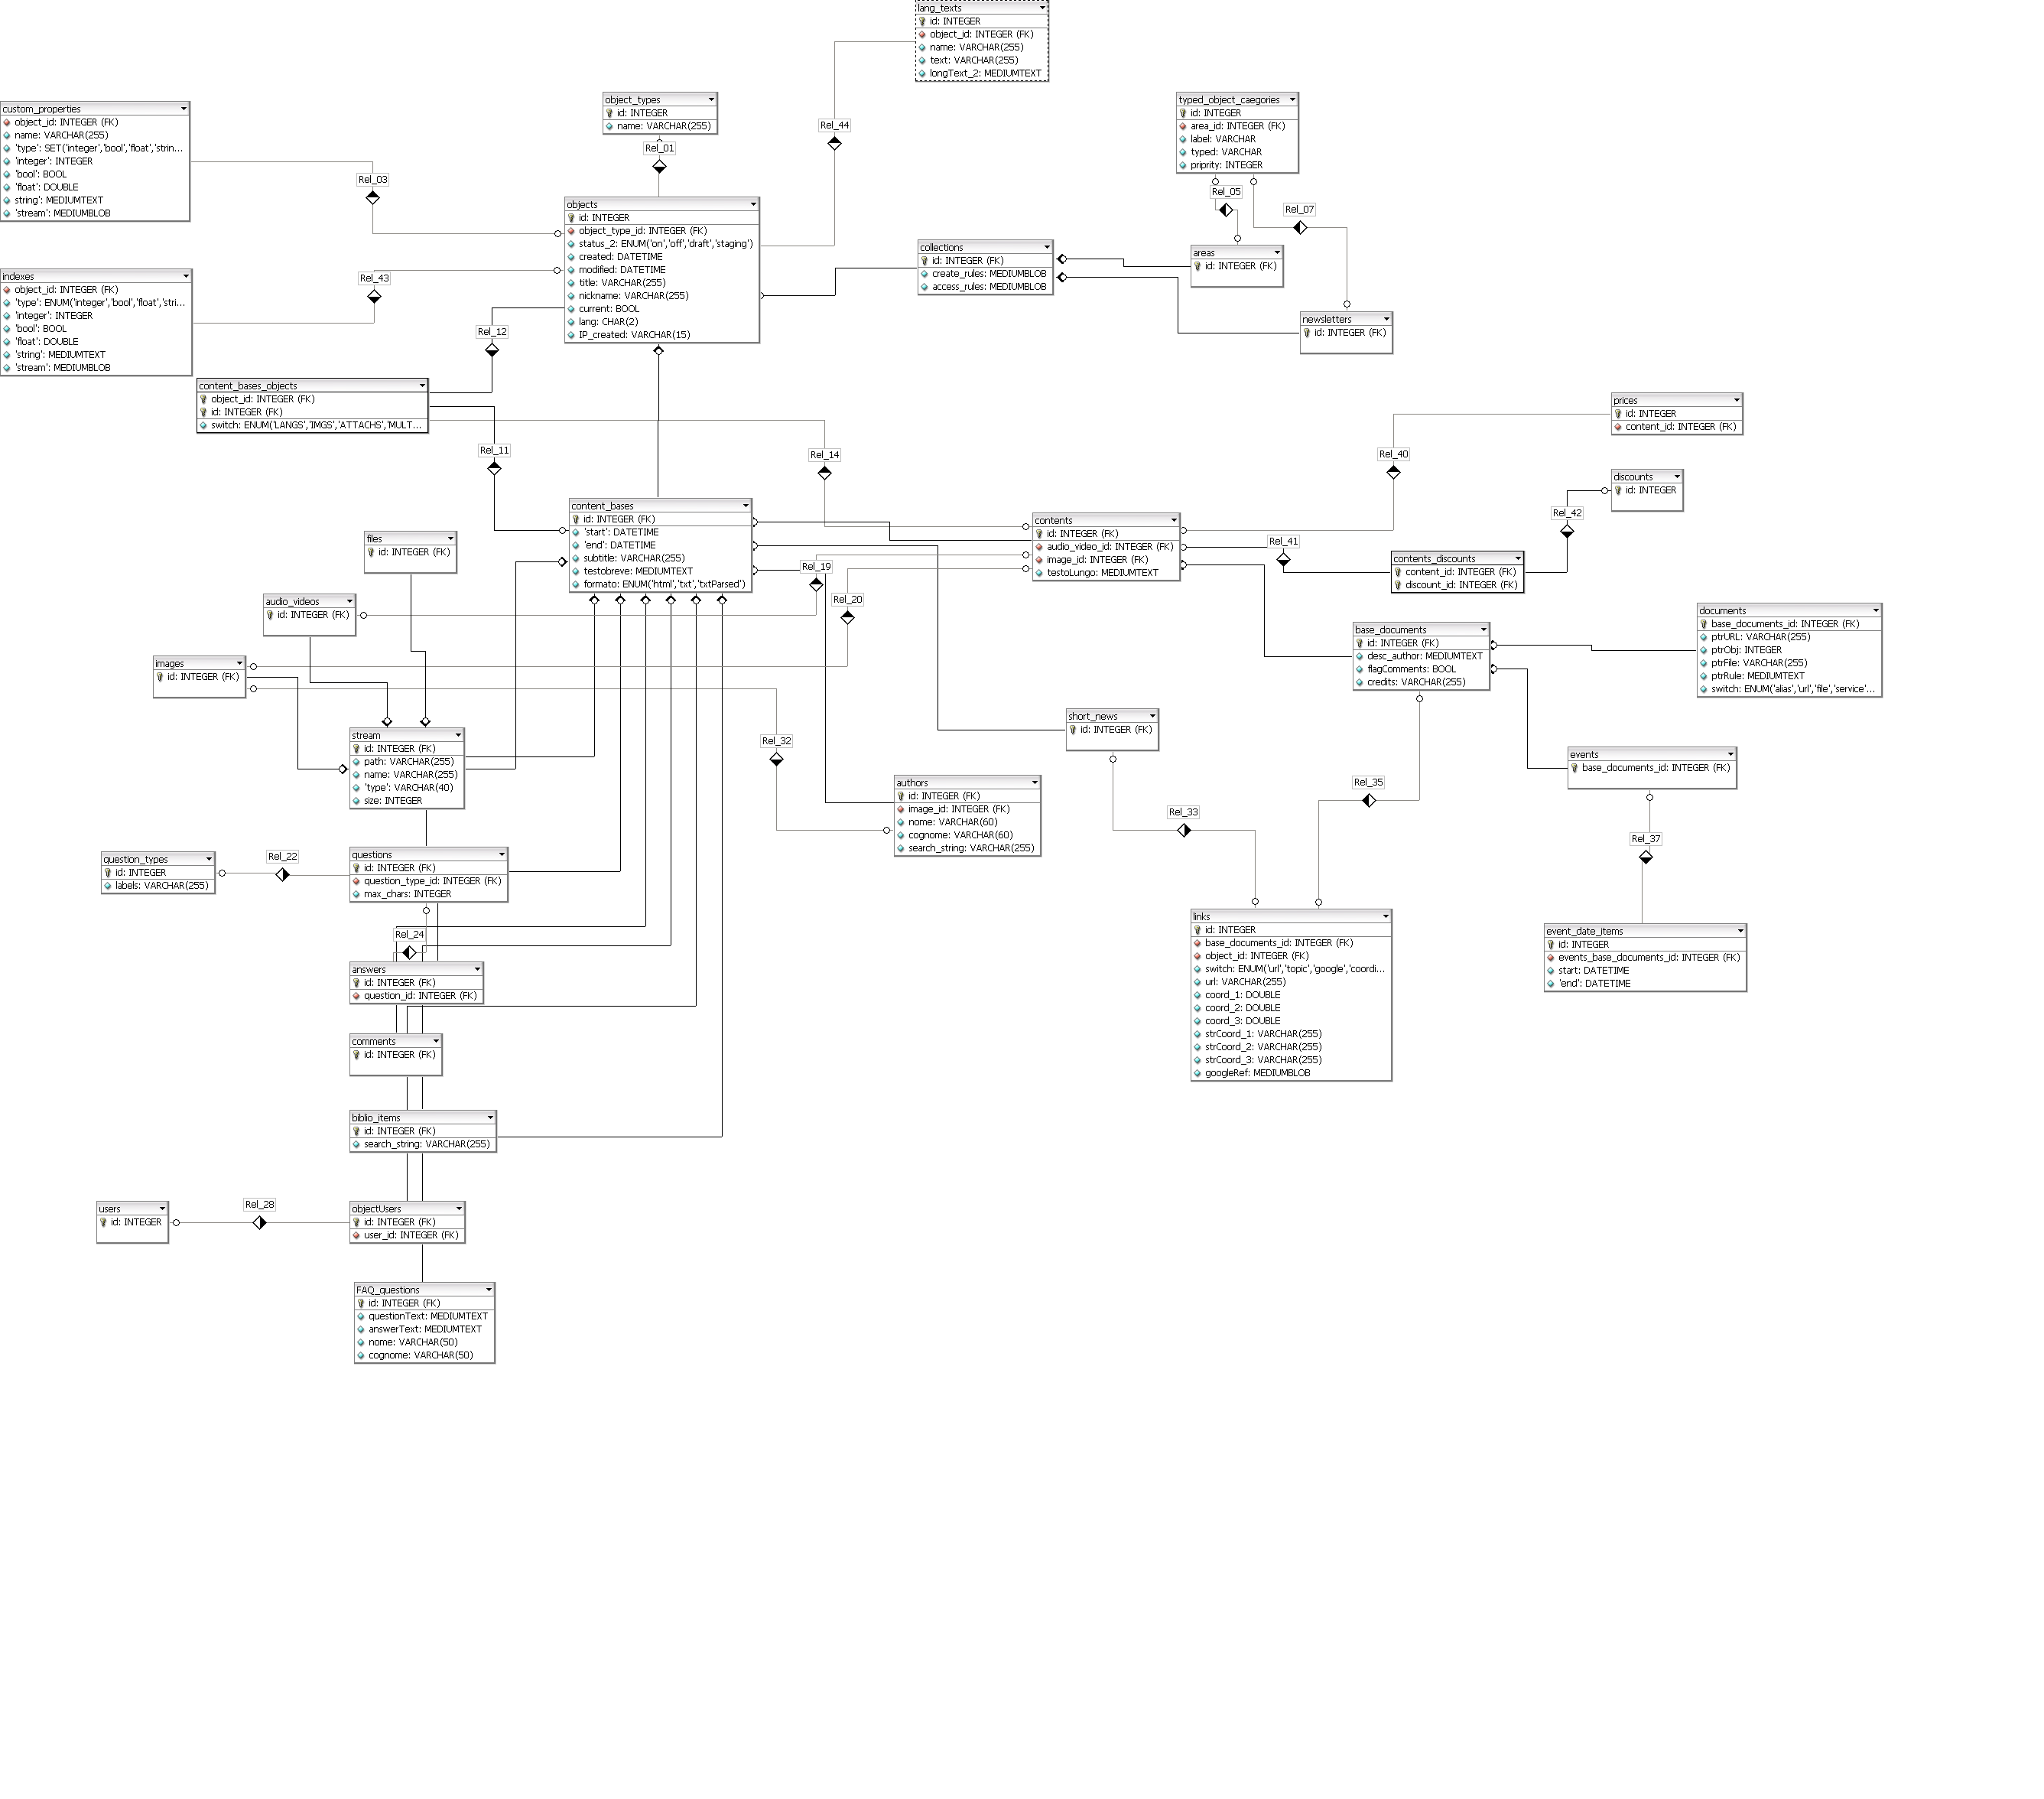 lang_texts
id: INTEGER
object_id: INTEGER (FK)
name: VARCHAR(255)
text: VARCHAR(255)
longText_2: MEDIUMTEXT
custom_properties
object_id: INTEGER (FK)
name: VARCHAR(255)
'type': SET('integer','bool','float','strin...
'integer': INTEGER
'bool': BOOL
'float': DOUBLE
string': MEDIUMTEXT
'stream': MEDIUMBLOB
object_types
id: INTEGER
name: VARCHAR(255)
Rel_01
Rel_44
typed_object_caegories
id: INTEGER
area_id: INTEGER (FK)
label: VARCHAR
typed: VARCHAR
priprity: INTEGER
Rel_03
Rel_05
Rel_07
objects
id: INTEGER
object_type_id: INTEGER (FK)
status_2: ENUM('on','off','draft','staging')
created: DATETIME
modified: DATETIME
title: VARCHAR(255)
nickname: VARCHAR(255)
current: BOOL
lang: CHAR(2)
IP_created: VARCHAR(15)
collections
id: INTEGER (FK)
create_rules: MEDIUMBLOB
access_rules: MEDIUMBLOB
areas
id: INTEGER (FK)
newsletters
id: INTEGER (FK)
indexes
object_id: INTEGER (FK)
'type': ENUM('integer','bool','float','stri...
'integer': INTEGER
'bool': BOOL
'float': DOUBLE
'string': MEDIUMTEXT
'stream': MEDIUMBLOB
Rel_43
Rel_12
content_bases_objects
object_id: INTEGER (FK)
id: INTEGER (FK)
switch: ENUM('LANGS','IMGS','ATTACHS','MULT...
Rel_11
Rel_14
prices
id: INTEGER
content_id: INTEGER (FK)
Rel_40
discounts
id: INTEGER
Rel_42
content_bases
id: INTEGER (FK)
'start': DATETIME
'end': DATETIME
subtitle: VARCHAR(255)
testobreve: MEDIUMTEXT
formato: ENUM('html','txt','txtParsed')
contents
id: INTEGER (FK)
audio_video_id: INTEGER (FK)
image_id: INTEGER (FK)
testoLungo: MEDIUMTEXT
Rel_41
contents_discounts
content_id: INTEGER (FK)
discount_id: INTEGER (FK)
files
id: INTEGER (FK)
Rel_19
Rel_20
audio_videos
id: INTEGER (FK)
images
id: INTEGER (FK)
base_documents
id: INTEGER (FK)
desc_author: MEDIUMTEXT
flagComments: BOOL
credits: VARCHAR(255)
documents
base_documents_id: INTEGER (FK)
ptrURL: VARCHAR(255)
ptrObj: INTEGER
ptrFile: VARCHAR(255)
ptrRule: MEDIUMTEXT
switch: ENUM('alias','url','file','service'...
stream
id: INTEGER (FK)
path: VARCHAR(255)
name: VARCHAR(255)
'type': VARCHAR(40)
size: INTEGER
Rel_32
short_news
id: INTEGER (FK)
events
base_documents_id: INTEGER (FK)
authors
id: INTEGER (FK)
image_id: INTEGER (FK)
nome: VARCHAR(60)
cognome: VARCHAR(60)
search_string: VARCHAR(255)
Rel_33
Rel_35
Rel_37
question_types
id: INTEGER
labels: VARCHAR(255)
Rel_22
questions
id: INTEGER (FK)
question_type_id: INTEGER (FK)
max_chars: INTEGER
Rel_24
links
id: INTEGER
base_documents_id: INTEGER (FK)
object_id: INTEGER (FK)
switch: ENUM('url','topic','google','coordi...
url: VARCHAR(255)
coord_1: DOUBLE
coord_2: DOUBLE
coord_3: DOUBLE
strCoord_1: VARCHAR(255)
strCoord_2: VARCHAR(255)
strCoord_3: VARCHAR(255)
googleRef: MEDIUMBLOB
event_date_items
id: INTEGER
events_base_documents_id: INTEGER (FK)
start: DATETIME
'end': DATETIME
answers
id: INTEGER (FK)
question_id: INTEGER (FK)
comments
id: INTEGER (FK)
biblio_items
id: INTEGER (FK)
search_string: VARCHAR(255)
users
id: INTEGER
Rel_28
objectUsers
id: INTEGER (FK)
user_id: INTEGER (FK)
FAQ_questions
id: INTEGER (FK)
questionText: MEDIUMTEXT
answerText: MEDIUMTEXT
nome: VARCHAR(50)
cognome: VARCHAR(50)